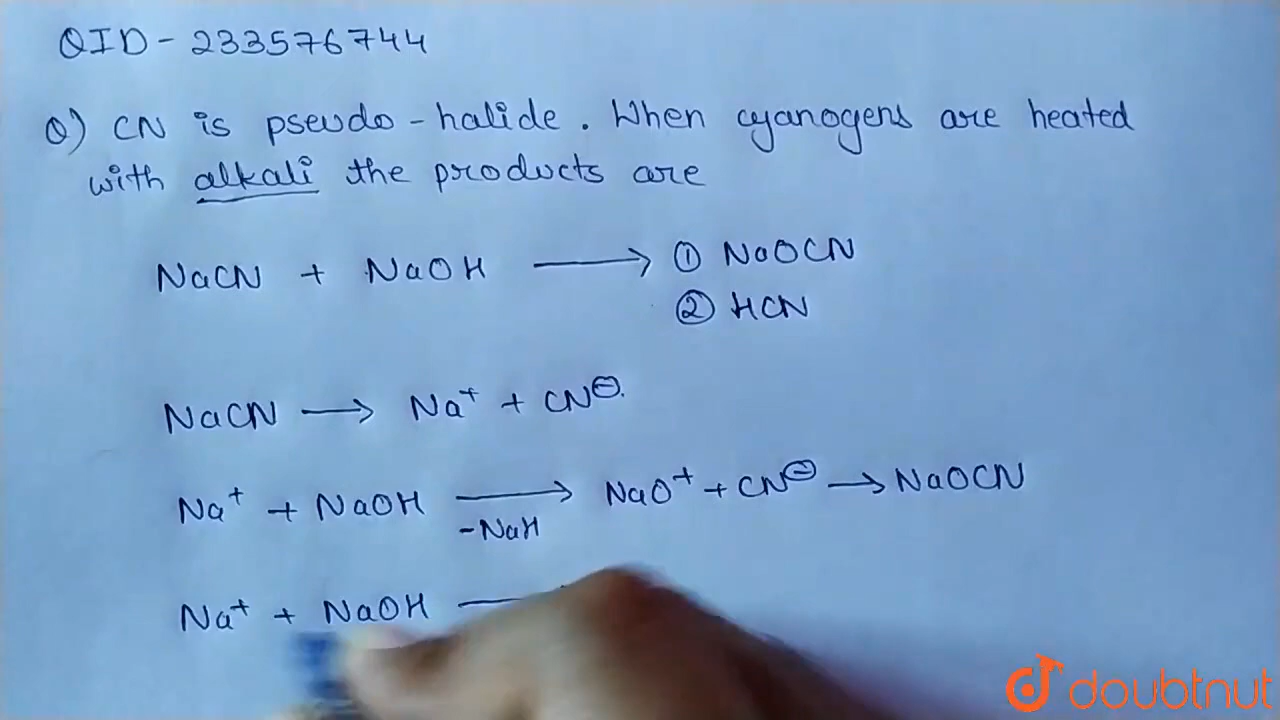 QID - 233576744
Q) CN is pseudo - halide . When cyanogens are heated
with alkali the products are
NaCN + NaOH ⟶ ① NaOCN
② HCN
NaCN ⟶ Na⁺ + CN⊖.
Na⁺ + NaOH ⟶ NaO⁺ + CN⊖ ⟶ NaOCN
-NaH
Na⁺ + NaOH —
doubtnut